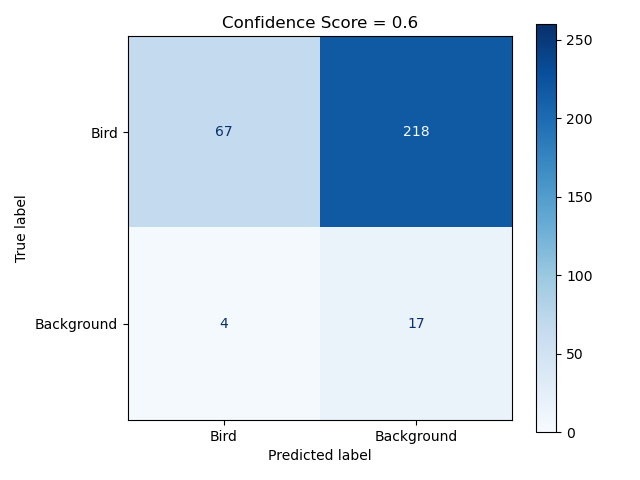 Confidence Score = 0.6
True label
Bird
67
218
Background
4
17
Bird
Background
Predicted label
250
200
150
100
50
0